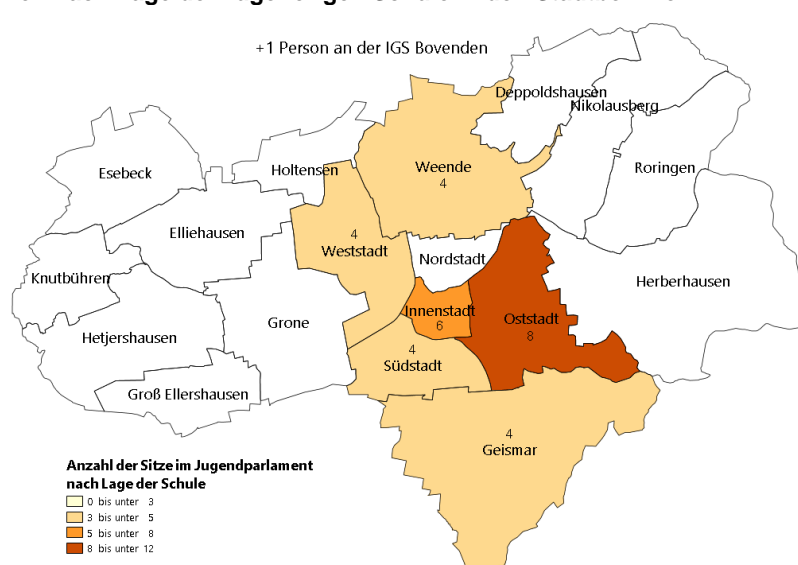 +1 Person an der IGS Bovenden
Deppoldshausen
Nikolausberg
Esebeck
Holtensen
Weende
4
Roringen
Elliehausen
4
Weststadt
Nordstadt
Knutbühren
Herberhausen
Innenstadt
6
Grone
Oststadt
8
Hetjershausen
4
Südstadt
Groß Ellershausen
4
Geismar
Anzahl der Sitze im Jugendparlament
nach Lage der Schule
0 bis unter 3
3 bis unter 5
5 bis unter 8
8 bis unter 12